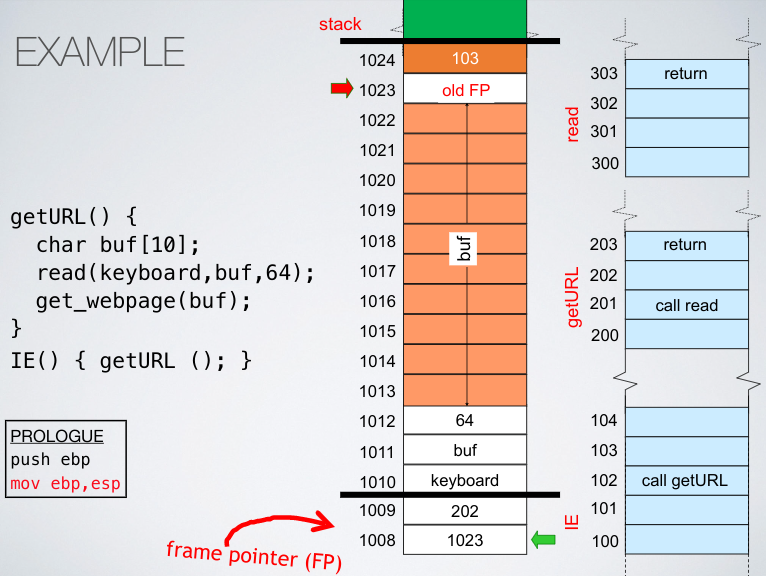 EXAMPLE
getURL() {
char buf[10];
read(keyboard,buf,64);
get_webpage(buf);
}
IE() { getURL (); }
PROLOGUE
push ebp
mov ebp,esp
stack
1024 103
1023 old FP
1022
1021
1020
1019
1018
1017
1016
1015
1014
1013
buf
1012 64
1011 buf
1010 keyboard
1009 202
1008 1023
frame pointer (FP)
read
303 return
302
301
300
getURL
203 return
202
201 call read
200
IE
104
103
102 call getURL
101
100